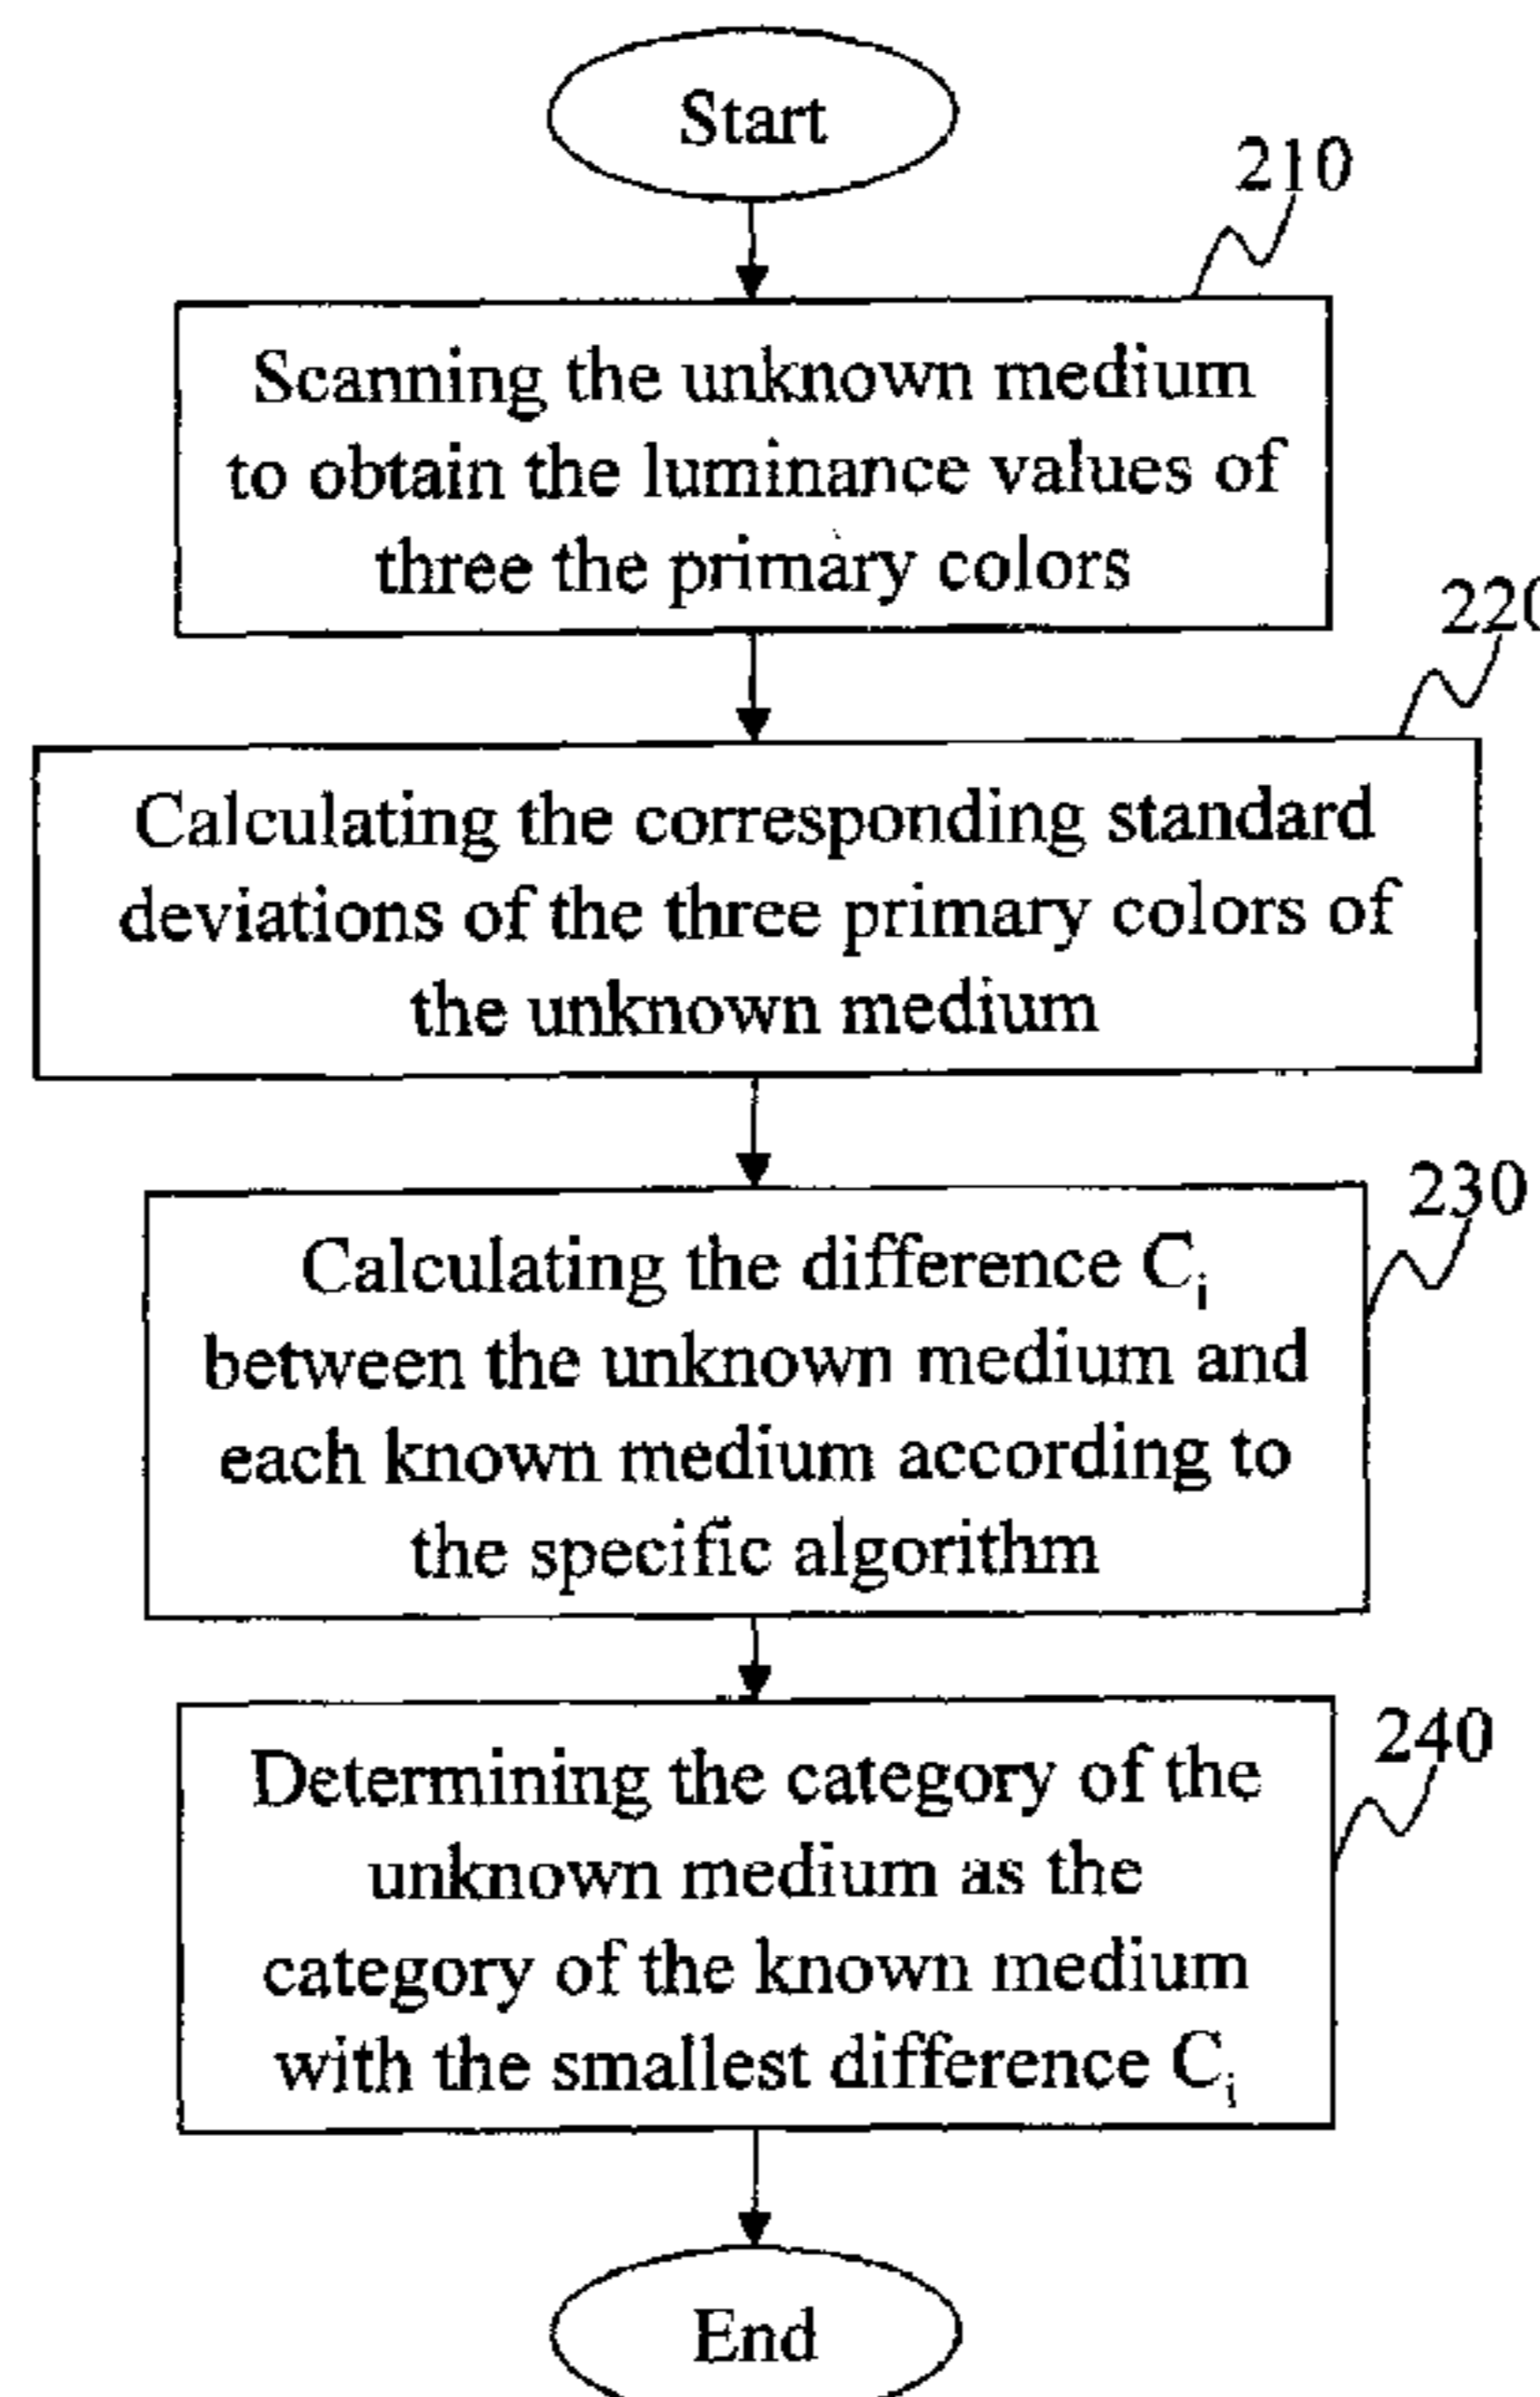 Start
210
Scanning the unknown medium
to obtain the luminance values of
three the primary colors
220
Calculating the corresponding standard
deviations of the three primary colors of
the unknown medium
230
Calculating the difference Ci
between the unknown medium and
each known medium according to
the specific algorithm
240
Determining the category of the
unknown medium as the
category of the known medium
with the smallest difference Ci
End